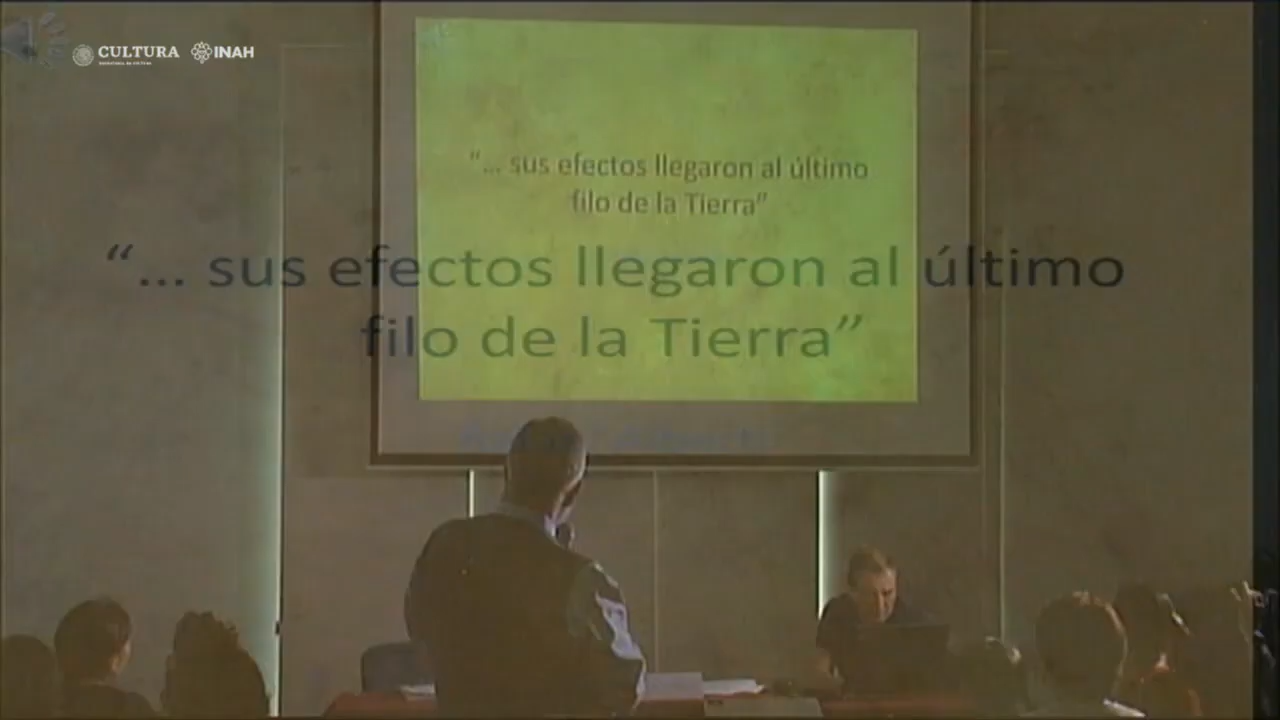 CULTURA
INAH
"... sus efectos llegaron al último
filo de la Tierra"
"... sus efectos llegaron al último
filo de la Tierra"